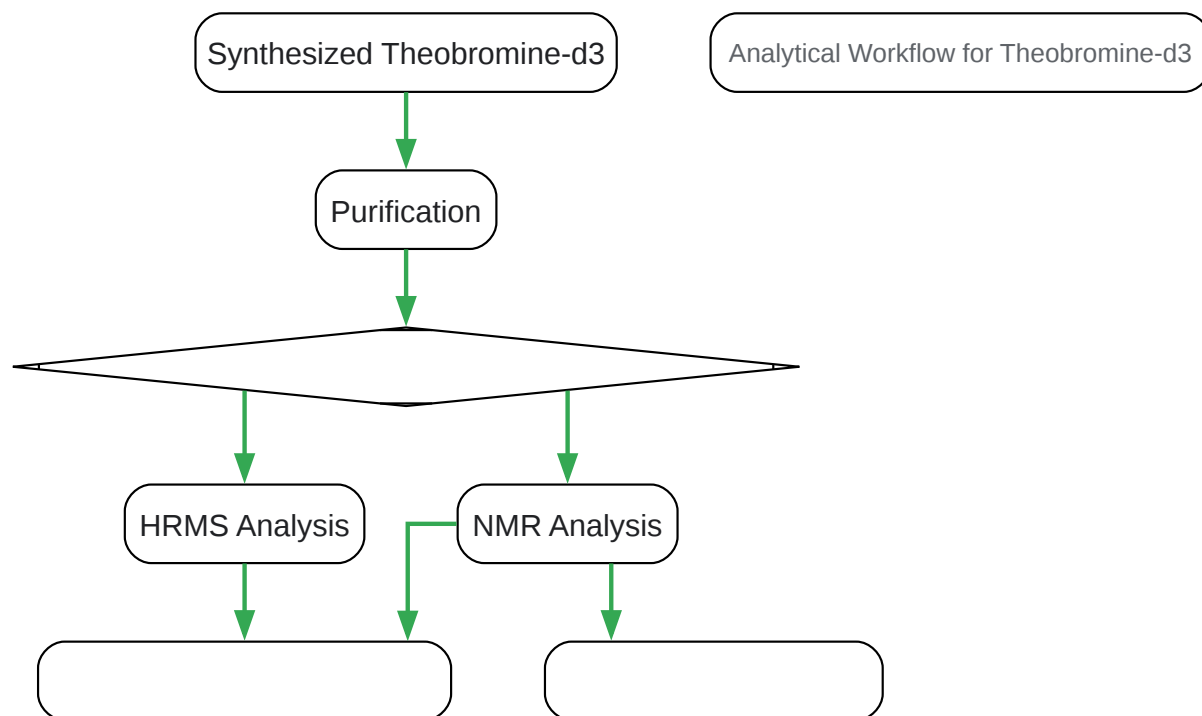 Synthesized Theobromine-d3
Analytical Workflow for Theobromine-d3
Purification
HRMS Analysis
NMR Analysis